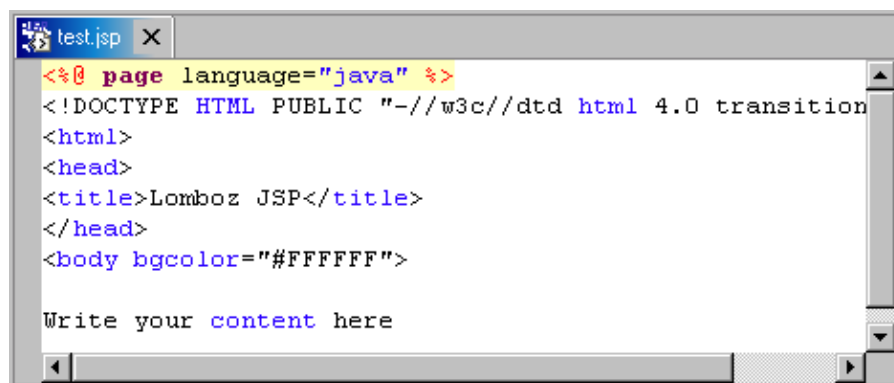 test.jsp
<%@ page language="java" %>
<!DOCTYPE HTML PUBLIC "-//w3c//dtd html 4.0 transition
<html>
<head>
<title>Lomboz JSP</title>
</head>
<body bgcolor="#FFFFFF">
Write your content here